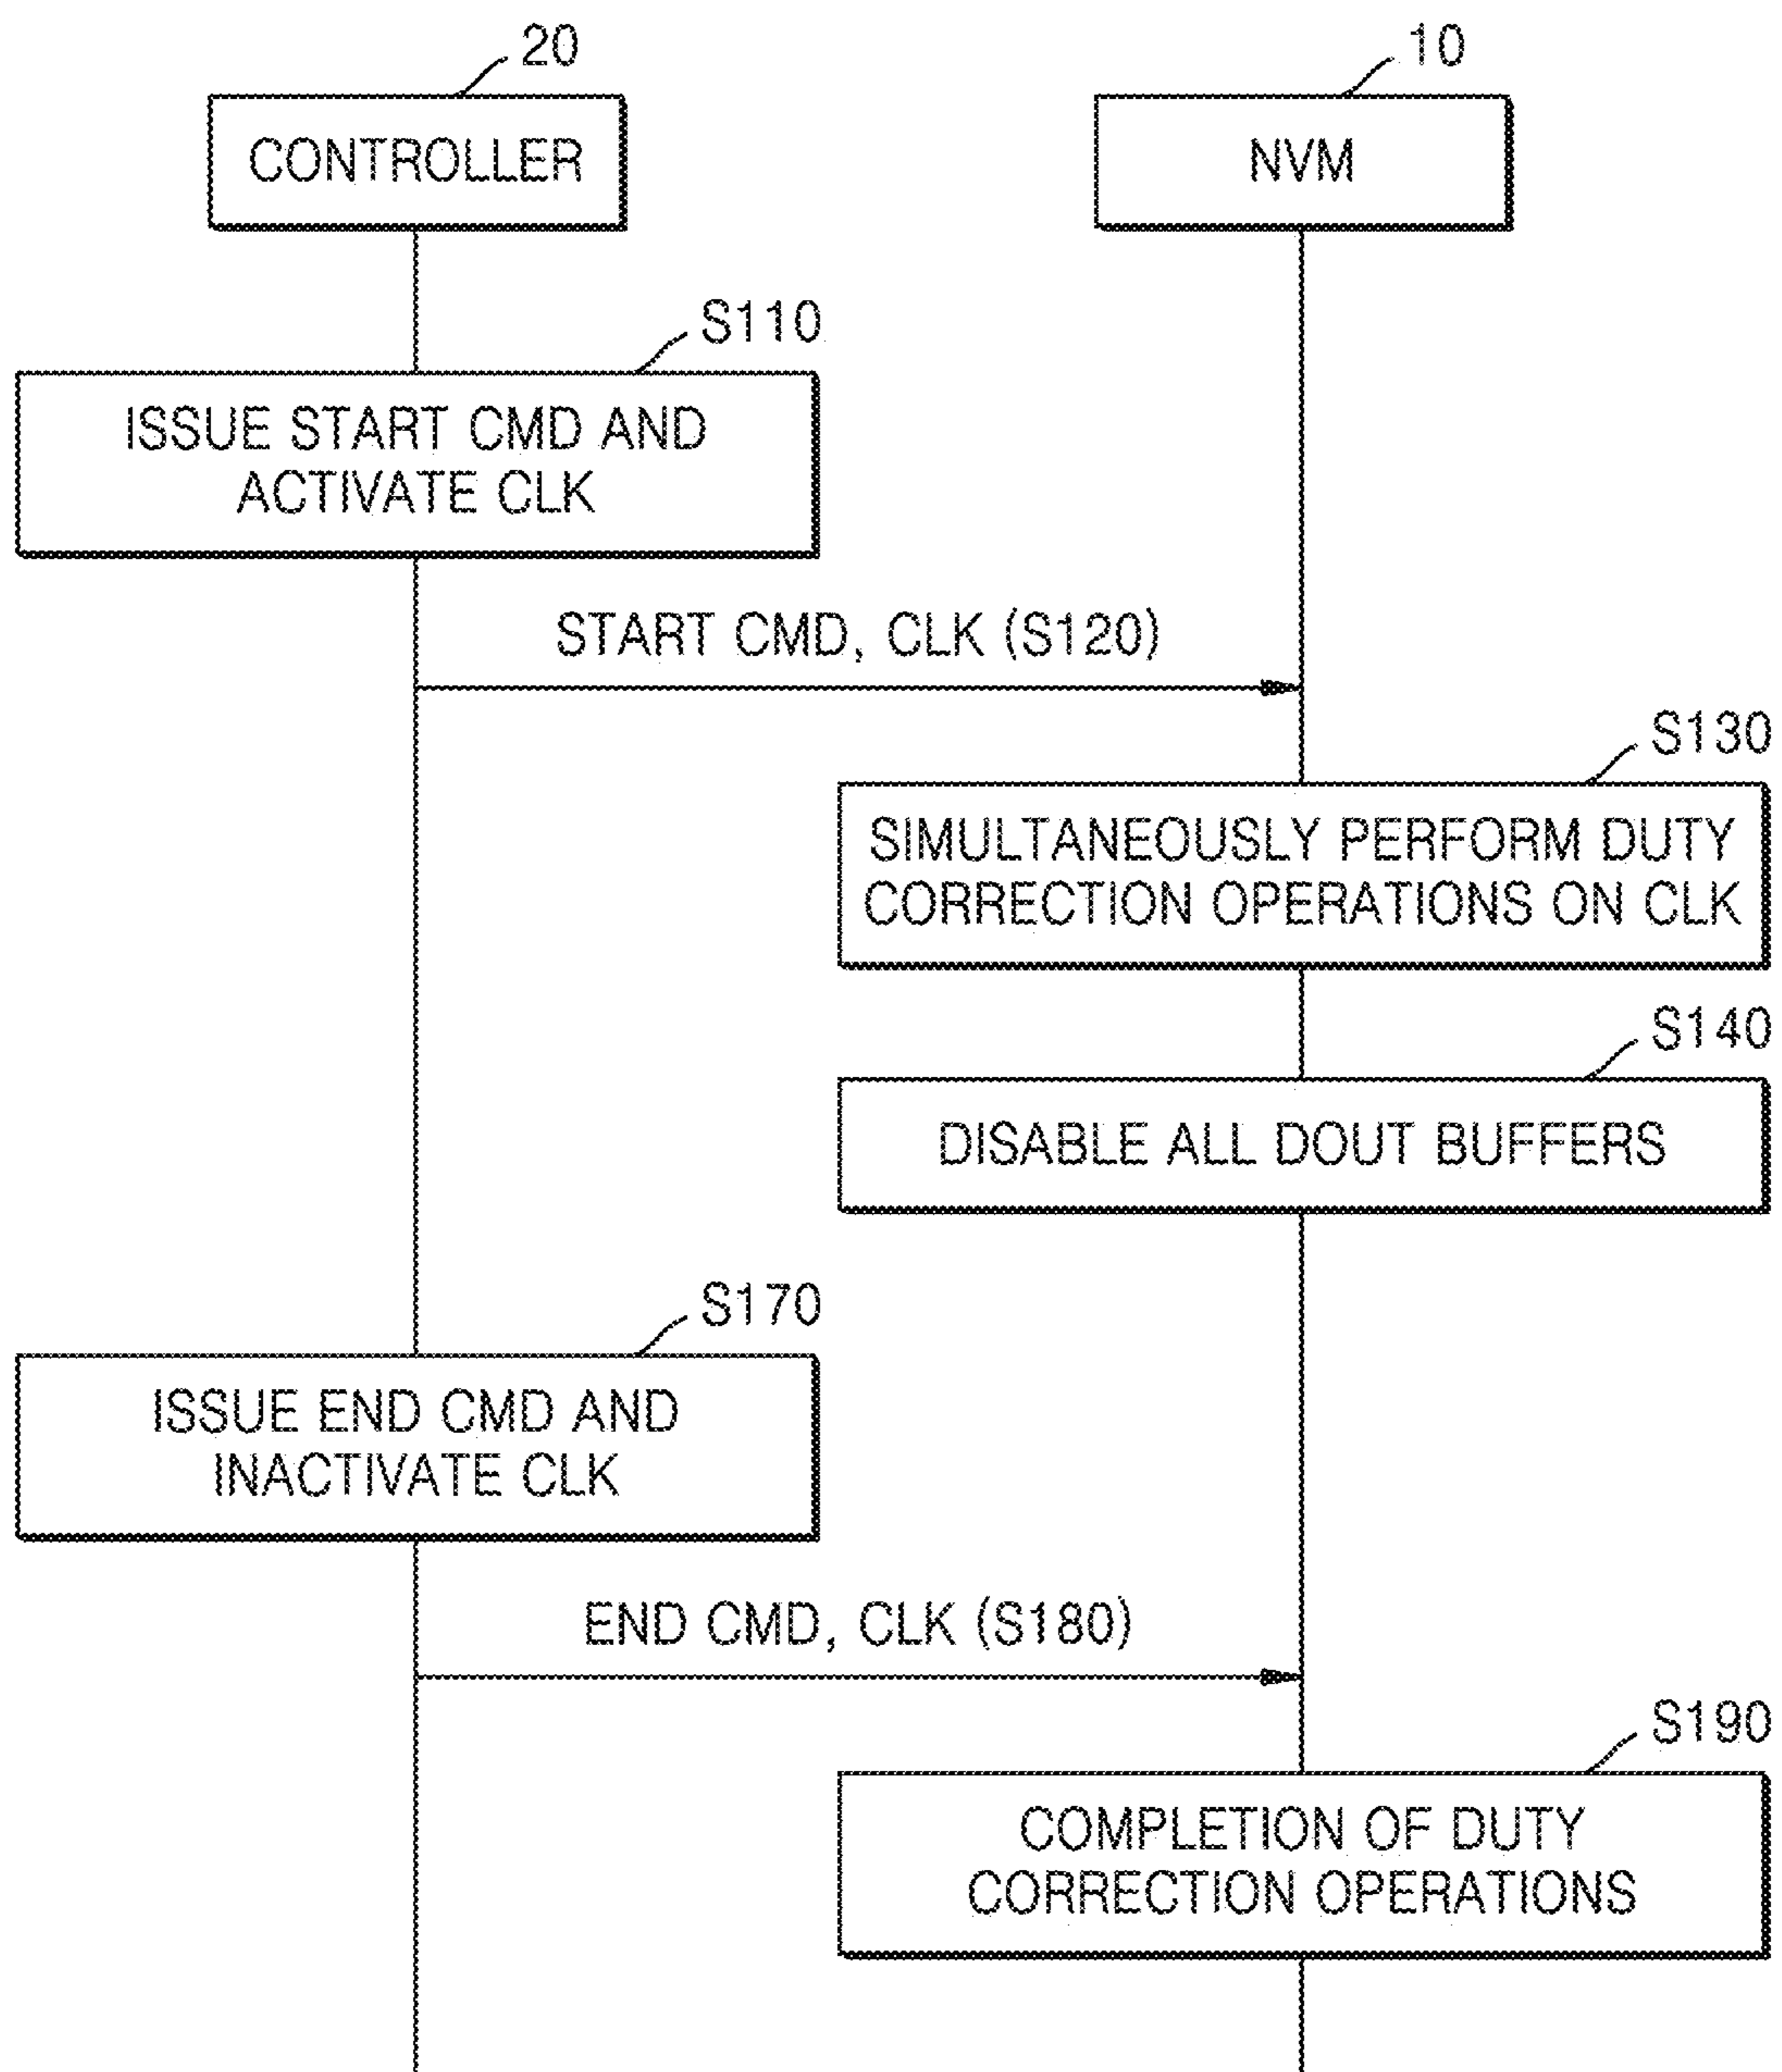 20
10
CONTROLLER
NVM
S110
ISSUE START CMD AND
ACTIVATE CLK
START CMD, CLK (S120)
S130
SIMULTANEOUSLY PERFORM DUTY
CORRECTION OPERATIONS ON CLK
S140
DISABLE ALL DOUT BUFFERS
S170
ISSUE END CMD AND
INACTIVATE CLK
END CMD, CLK (S180)
S190
COMPLETION OF DUTY
CORRECTION OPERATIONS